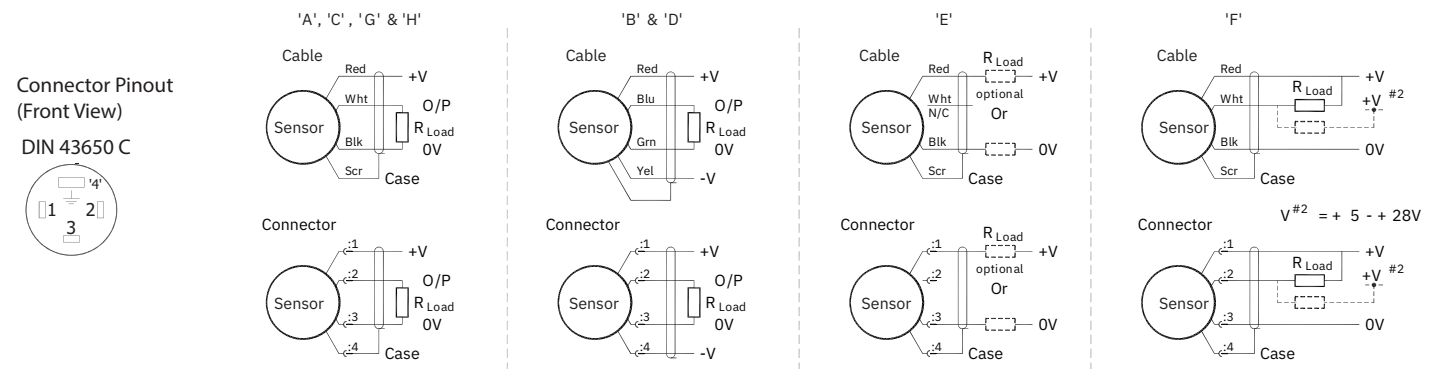 Connector Pinout
(Front View)
DIN 43650 C
'4'
1
2
3
'A', 'C', 'G' & 'H'
Cable
Sensor
Red
+V
Wht
O/P
R Load
Blk
0V
Scr
Case
Connector
Sensor
:1
+V
:2
O/P
R Load
:3
0V
:4
Case
'B' & 'D'
Cable
Sensor
Red
+V
Blu
O/P
R Load
Grn
0V
Yel
-V
Connector
Sensor
:1
+V
:2
O/P
R Load
:3
0V
:4
-V
'E'
Cable
Sensor
R Load
Red
+V
optional
Wht
N/C
Or
Blk
0V
Scr
Case
Connector
Sensor
R Load
:1
+V
optional
:2
Or
:3
0V
:4
Case
'F'
Cable
Sensor
Red
+V
R Load
+V #2
Wht
Blk
0V
Scr
Case
V#2 = + 5 - + 28V
Connector
Sensor
:1
+V
R Load
+V #2
:2
:3
0V
:4
Case